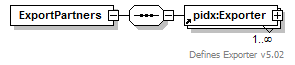 ExportPartners
pidx:Exporter
1..∞
Defines Exporter v5.02